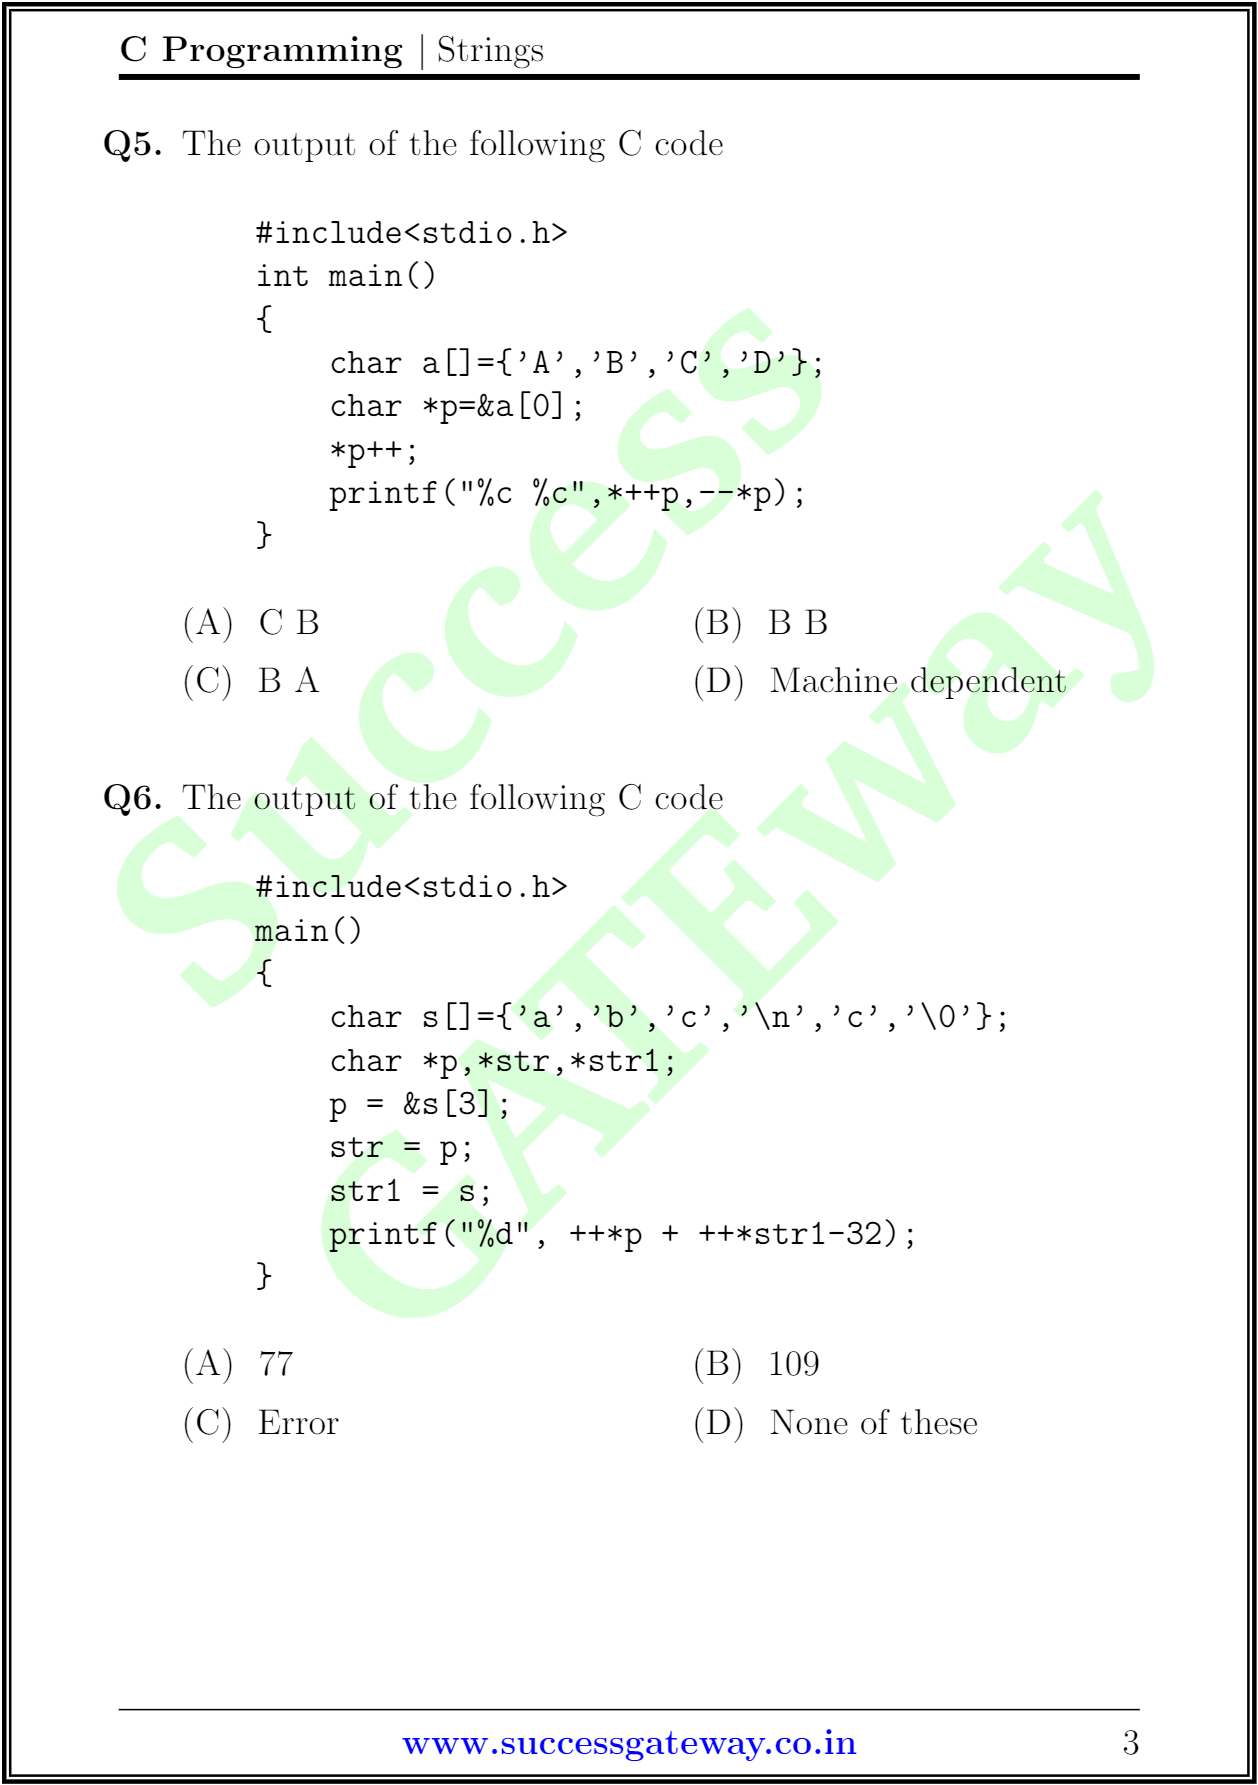 C Programming | Strings
Q5. The output of the following C code
#include<stdio.h>
int main()
{
    char a[]={’A’,’B’,’C’,’D’};
    char *p=&a[0];
    *p++;
    printf("%c %c",*++p,--*p);
}
(A) C B (B) B B
(C) B A (D) Machine dependent
Q6. The output of the following C code
#include<stdio.h>
main()
{
    char s[]={’a’,’b’,’c’,’\n’,’c’,’\0’};
    char *p,*str,*str1;
    p = &s[3];
    str = p;
    str1 = s;
    printf("%d", ++*p + ++*str1-32);
}
(A) 77 (B) 109
(C) Error (D) None of these
Success
GATEway
www.successgateway.co.in 3